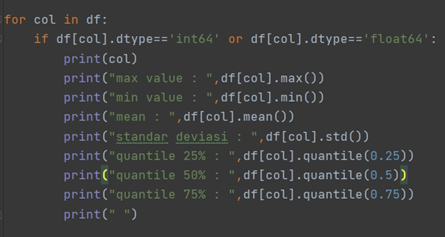 for col in df:
    if df[col].dtype=='int64' or df[col].dtype=='float64':
        print(col)
        print("max value : ",df[col].max())
        print("min value : ",df[col].min())
        print("mean : ",df[col].mean())
        print("standar deviasi : ",df[col].std())
        print("quantile 25% : ",df[col].quantile(0.25))
        print("quantile 50% : ",df[col].quantile(0.5))
        print("quantile 75% : ",df[col].quantile(0.75))
        print(" ")